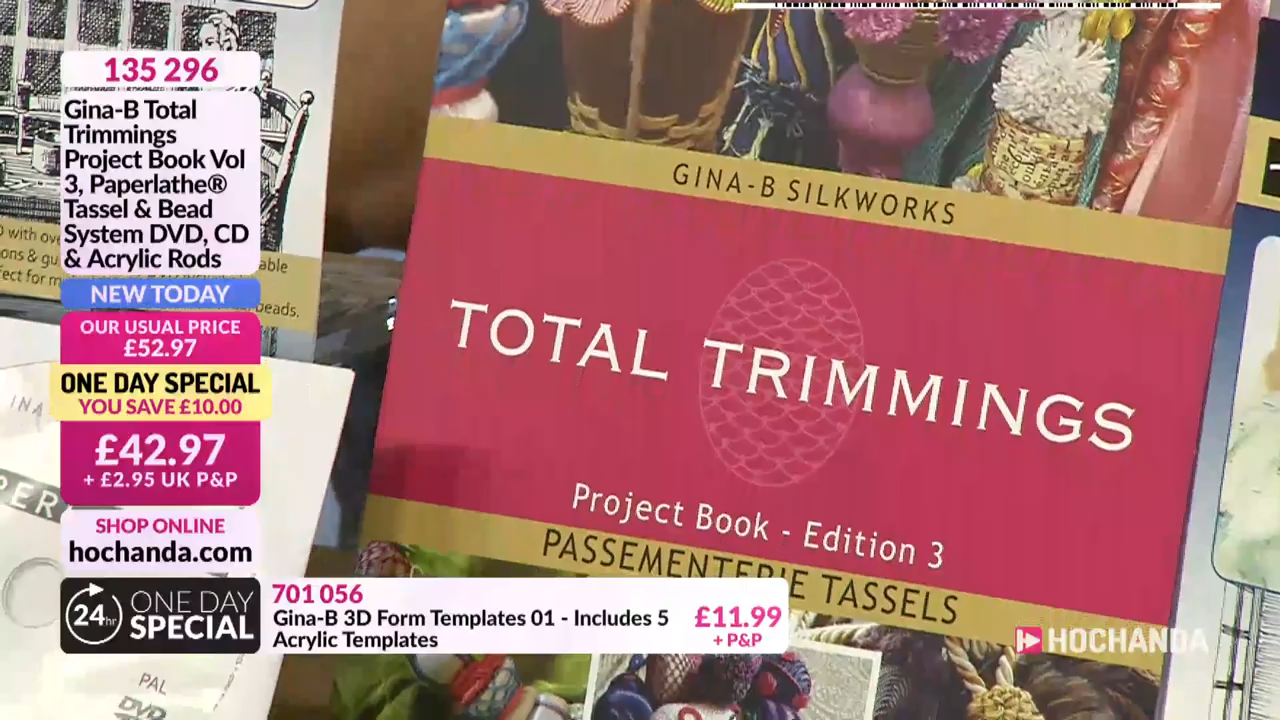 135 296
Gina-B Total
Trimmings
Project Book Vol
3, Paperlathe®
Tassel & Bead
System DVD, CD
& Acrylic Rods
NEW TODAY
OUR USUAL PRICE
£52.97
ONE DAY SPECIAL
YOU SAVE £10.00
£42.97
+ £2.95 UK P&P
SHOP ONLINE
hochanda.com
24hr ONE DAY
SPECIAL
701 056
Gina-B 3D Form Templates 01 - Includes 5
Acrylic Templates
£11.99
+ P&P
GINA-B SILKWORKS
TOTAL TRIMMINGS
Project Book - Edition 3
PASSEMENTERIE TASSELS
HOCHANDA
with
beads.
PAL
DVD